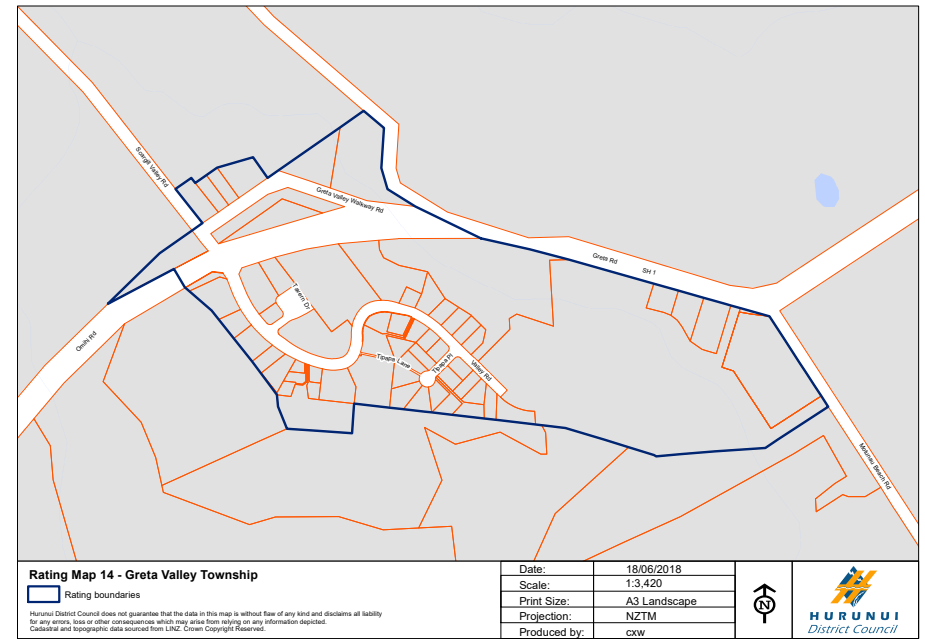 Scargill Valley Rd
Greta Valley Walkway Rd
Greta Rd
SH 1
Omihi Rd
Tavern Dr
Tipapa Lane
Tipapa Pl
Valley Rd
Motunau Beach Rd
Rating Map 14 - Greta Valley Township
Rating boundaries
Hurunui District Council does not guarantee that the data in this map is without flaw of any kind and disclaims all liability
for any errors, loss or other consequences which may arise from relying on any information depicted.
Cadastral and topographic data sourced from LINZ. Crown Copyright Reserved.
Date: 18/06/2018
Scale: 1:3,420
Print Size: A3 Landscape
Projection: NZTM
Produced by: cxw
N
HURUNUI
District Council